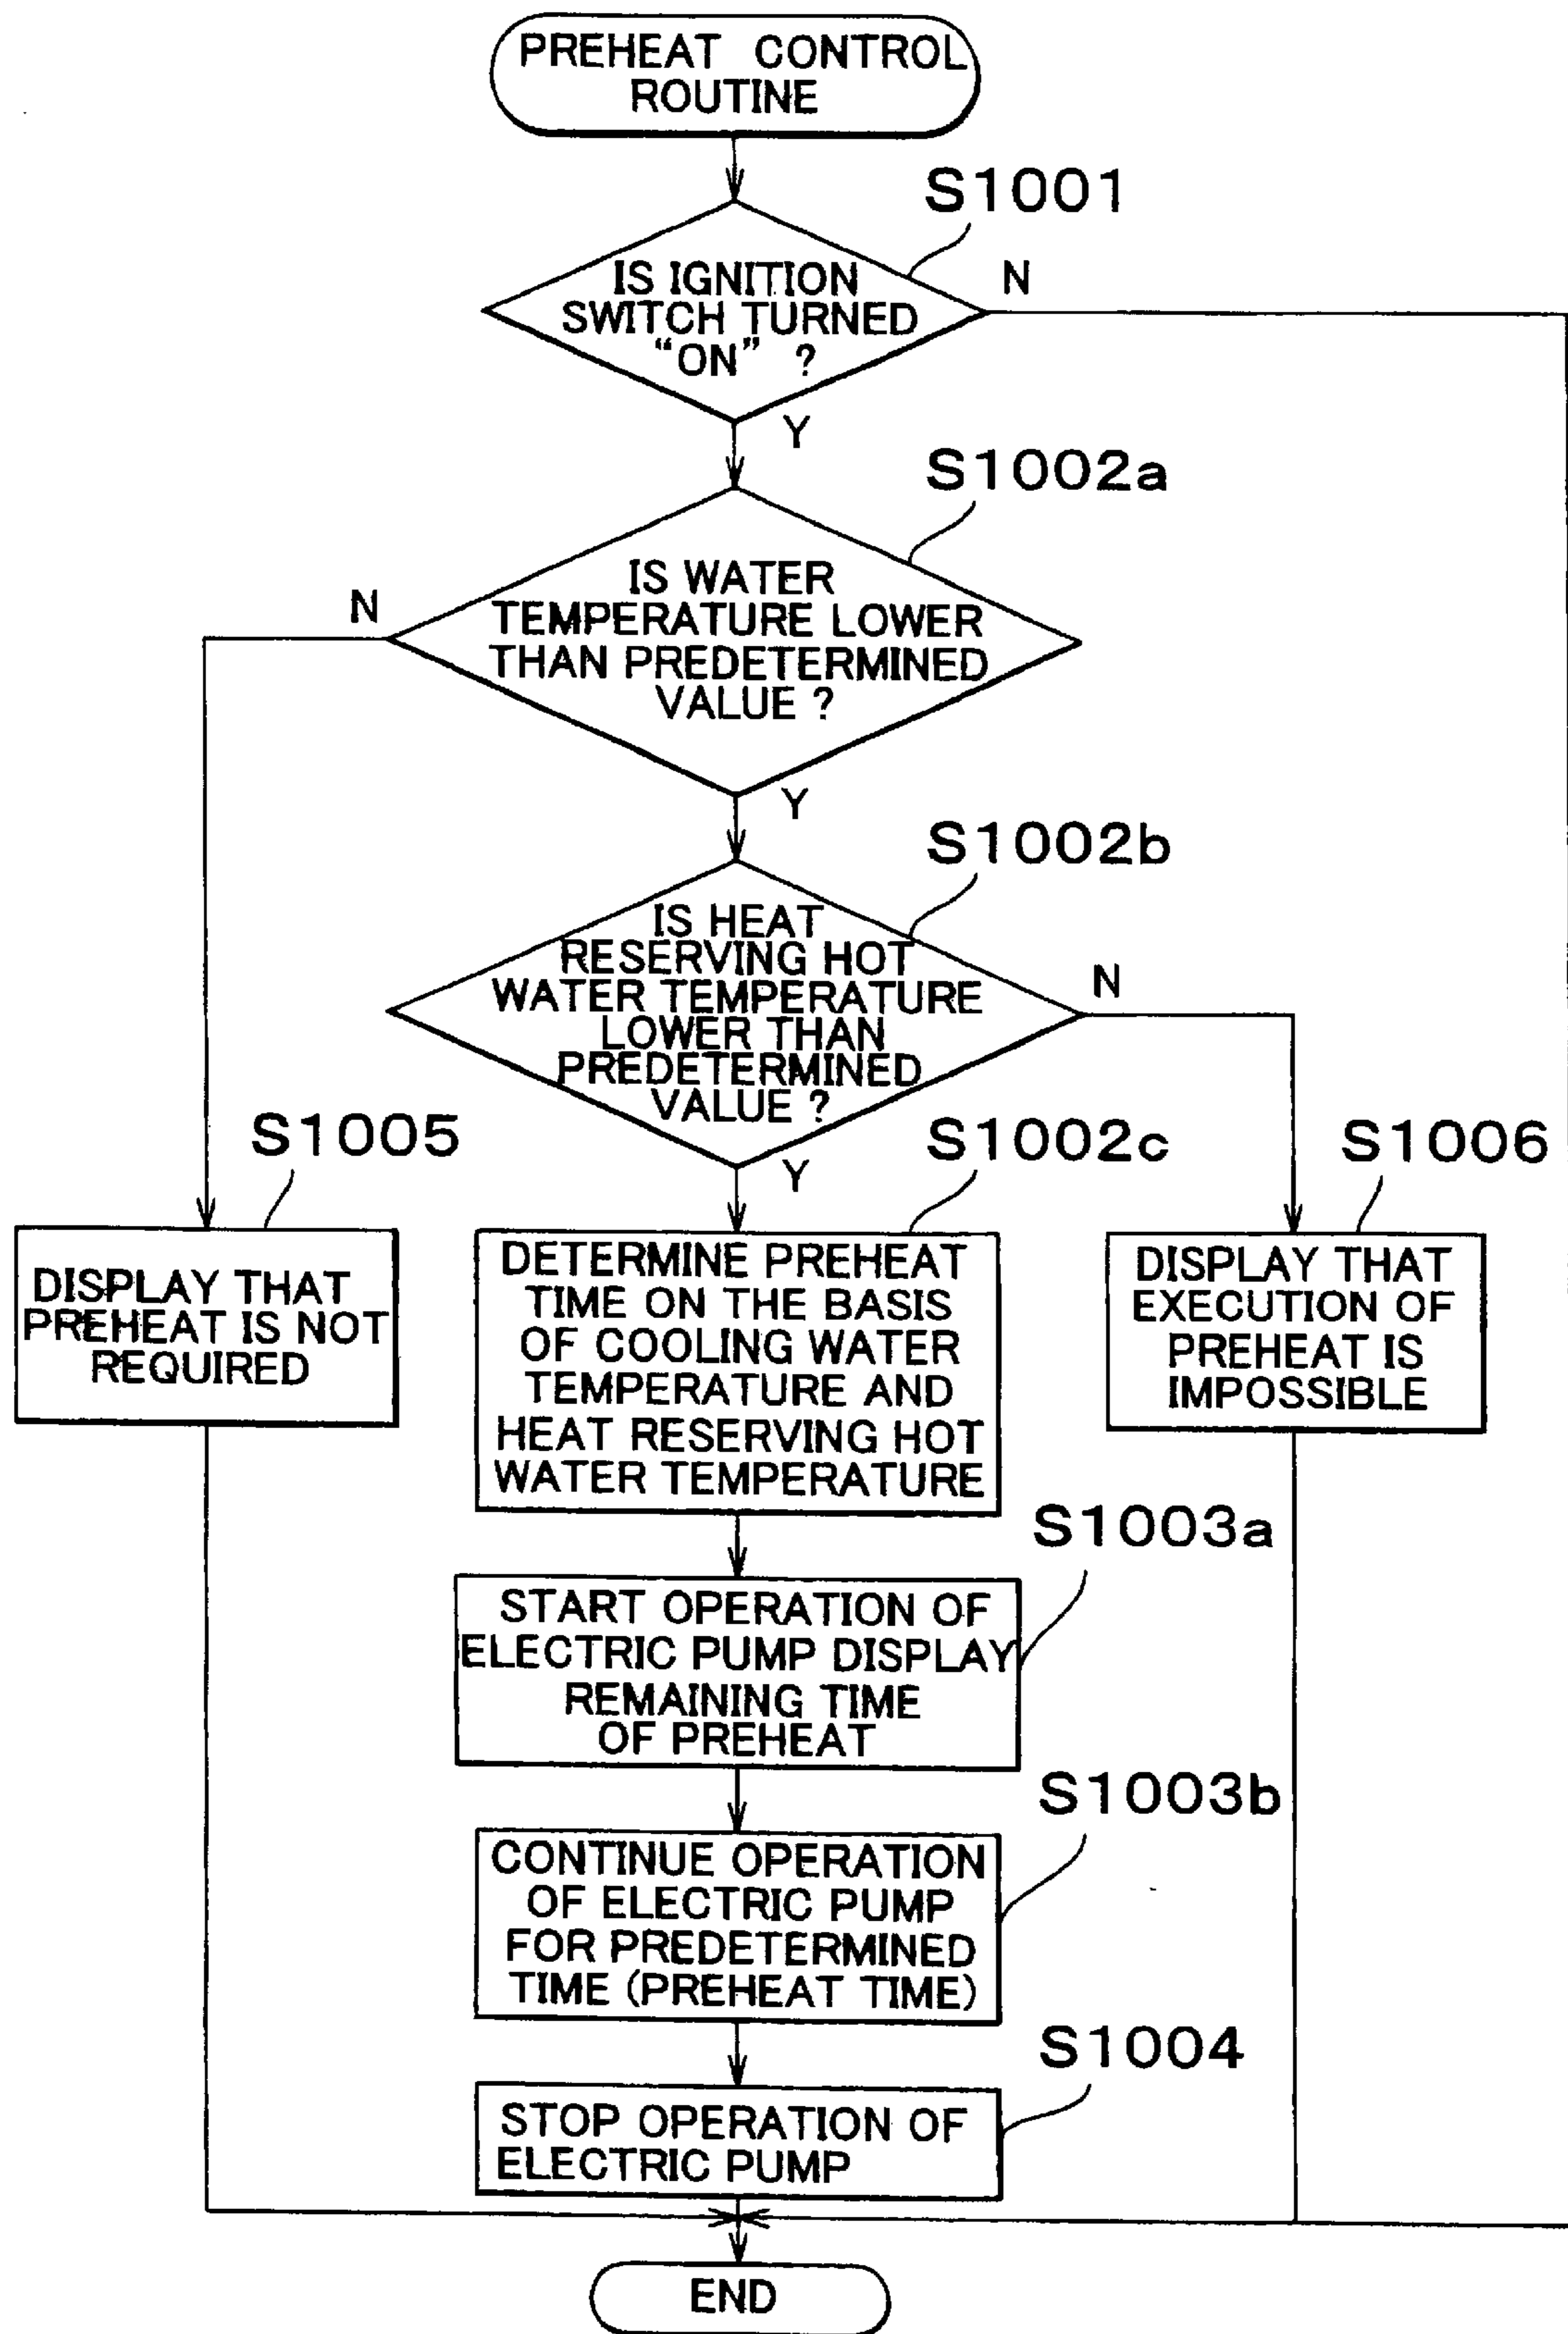 PREHEAT CONTROL
ROUTINE
S1001
IS IGNITION
SWITCH TURNED
“ON” ?
N
Y
S1002a
IS WATER
TEMPERATURE LOWER
THAN PREDETERMINED
VALUE ?
N
Y
S1002b
IS HEAT
RESERVING HOT
WATER TEMPERATURE
LOWER THAN
PREDETERMINED
VALUE ?
N
Y
S1005
DISPLAY THAT
PREHEAT IS NOT
REQUIRED
S1002c
DETERMINE PREHEAT
TIME ON THE BASIS
OF COOLING WATER
TEMPERATURE AND
HEAT RESERVING HOT
WATER TEMPERATURE
S1006
DISPLAY THAT
EXECUTION OF
PREHEAT IS
IMPOSSIBLE
S1003a
START OPERATION OF
ELECTRIC PUMP DISPLAY
REMAINING TIME
OF PREHEAT
S1003b
CONTINUE OPERATION
OF ELECTRIC PUMP
FOR PREDETERMINED
TIME (PREHEAT TIME)
S1004
STOP OPERATION OF
ELECTRIC PUMP
END